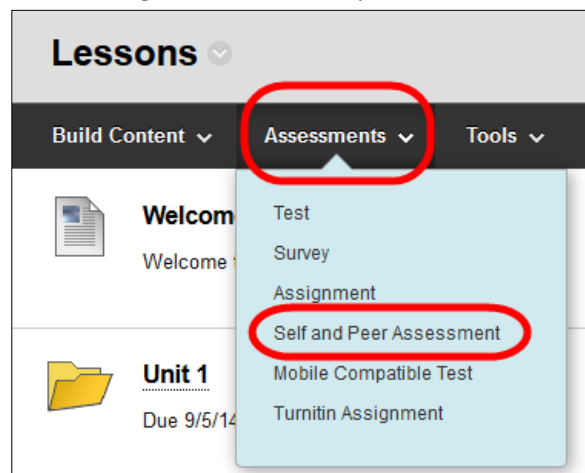 Lessons
Build Content Assessments Tools
Welcom
Welcome
Test
Survey
Assignment
Self and Peer Assessment
Mobile Compatible Test
Turnitin Assignment
Unit 1
Due 9/5/14